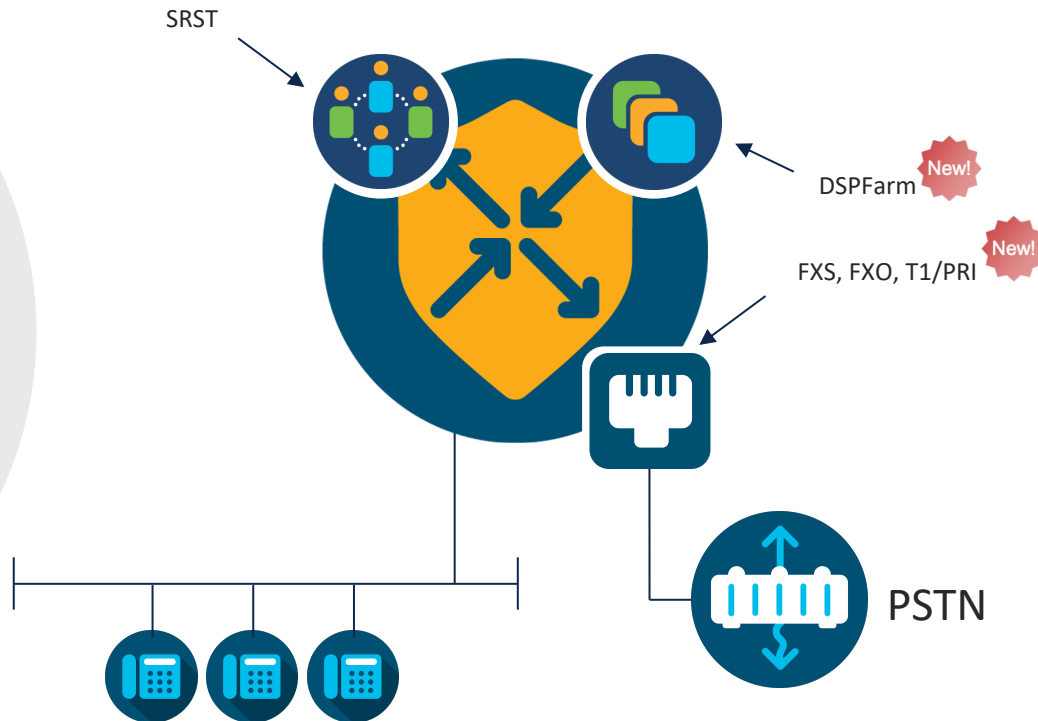 SRST
DSPFarm
New!
FXS, FXO, T1/PRI
New!
PSTN